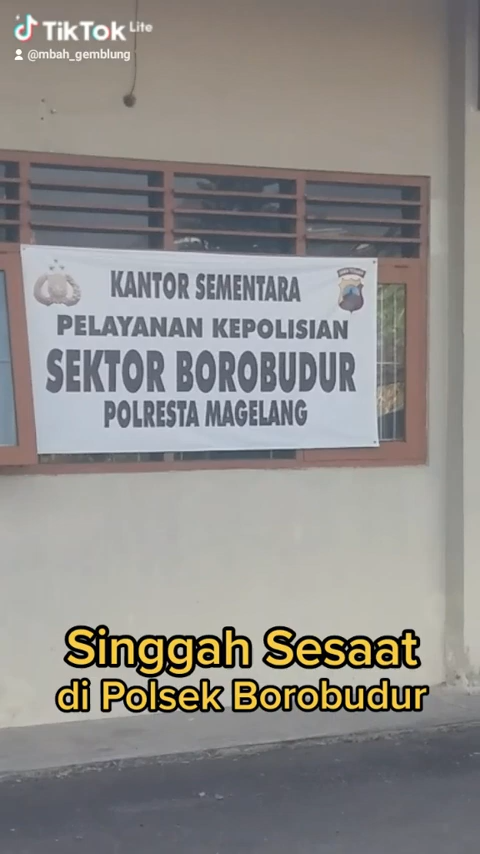 TikTok Lite
@mbah_gemblung
KANTOR SEMENTARA
PELAYANAN KEPOLISIAN
SEKTOR BOROBUDUR
POLRESTA MAGELANG
Singgah Sesaat
di Polsek Borobudur